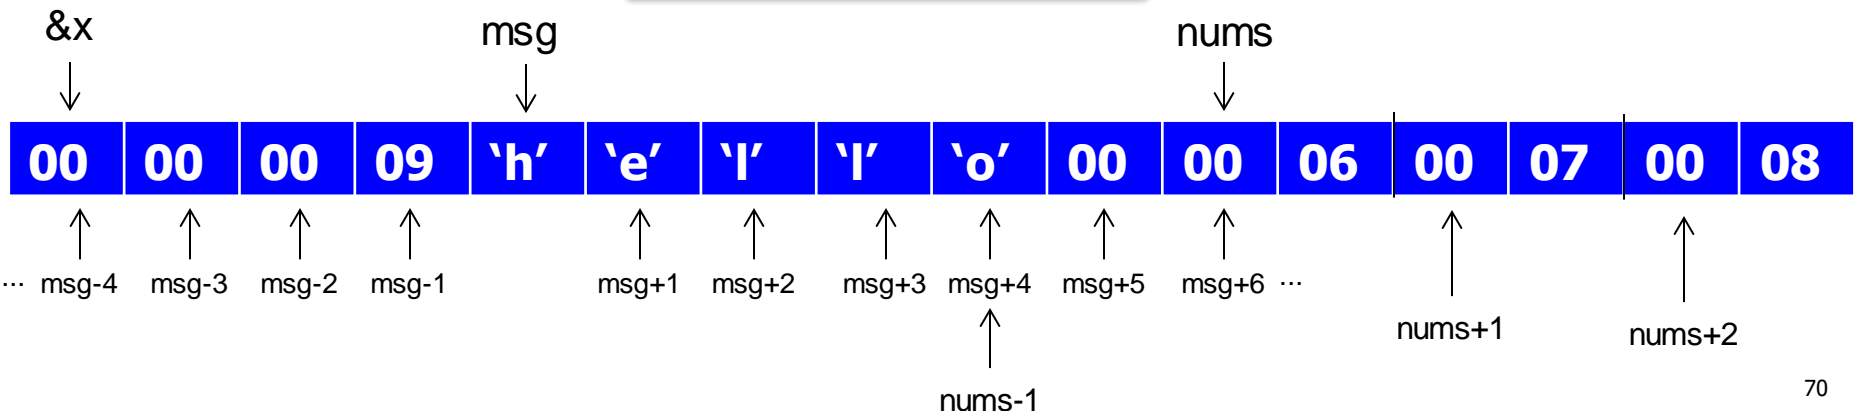 &x msg nums
00 00 00 09 ‘h’ ‘e’ ‘l’ ‘l’ ‘o’ 00 00 06 00 07 00 08
... msg-4 msg-3 msg-2 msg-1 msg+1 msg+2 msg+3 msg+4 msg+5 msg+6 ...
nums+1 nums+2
nums-1
70